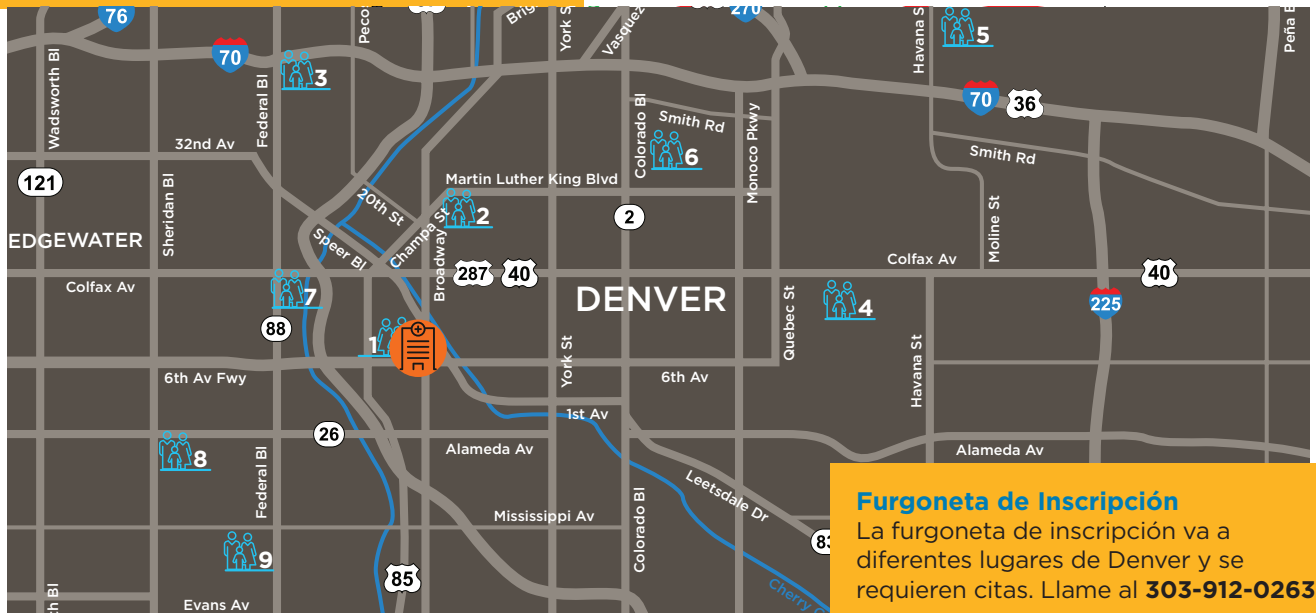 76
270
Brig
York St
Vasquez
Peco
Havana St
5
Peña B
Wadsworth Bl
70
Federal Bl
3
70
36
Colorado Bl
Smith Rd
Monoco Pkwy
32nd Av
6
Smith Rd
121
Sheridan Bl
Martin Luther King Blvd
20th St
2
2
Moline St
EDGEWATER
Speer Bl
Champa St
Broadway
Colfax Av
287
40
40
Colfax Av
7
DENVER
Quebec St
4
225
88
1
York St
Havana St
6th Av Fwy
6th Av
1st Av
26
Alameda Av
Alameda Av
8
Federal Bl
Leetsdale Dr
Mississippi Av
Colorado Bl
83
9
85
Cherry C
Evans Av
th Bl
Furgoneta de Inscripción
La furgoneta de inscripción va a
diferentes lugares de Denver y se
requieren citas. Llame al 303-912-0263